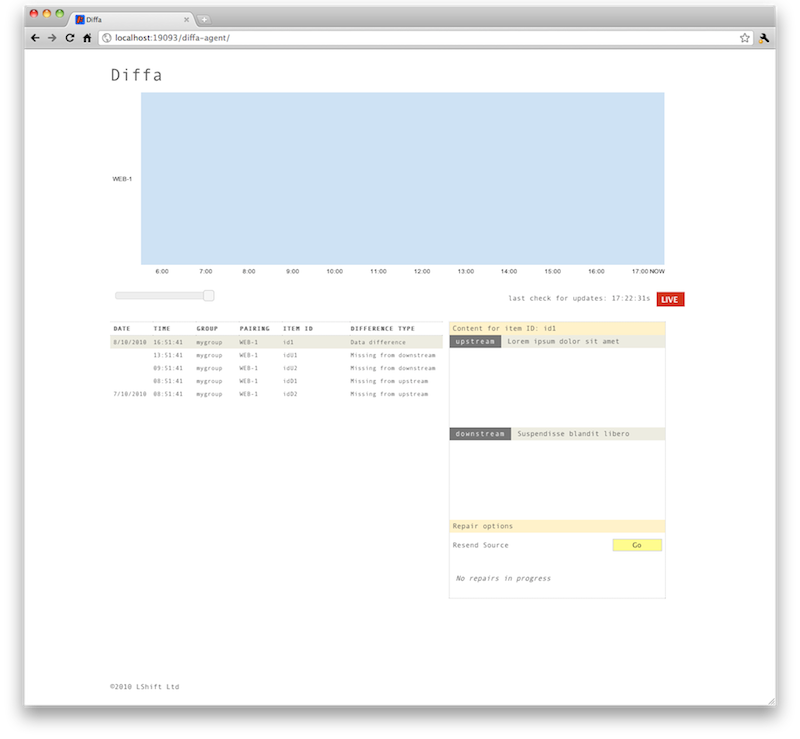 Diffa
localhost:19093/diffa-agent/
Diffa
WEB-1
6:00 7:00 8:00 9:00 10:00 11:00 12:00 13:00 14:00 15:00 16:00 17:00 NOW
last check for updates: 17:22:31s LIVE
DATE TIME GROUP PAIRING ITEM ID DIFFERENCE TYPE
8/10/2010 16:51:41 mygroup WEB-1 id1 Data difference
13:51:41 mygroup WEB-1 idU1 Missing from downstream
09:51:41 mygroup WEB-1 idU2 Missing from downstream
08:51:41 mygroup WEB-1 idD1 Missing from upstream
7/10/2010 08:51:41 mygroup WEB-1 idD2 Missing from upstream
Content for item ID: id1
upstream Lorem ipsum dolor sit amet
downstream Suspendisse blandit libero
Repair options
Resend Source Go
No repairs in progress
©2010 LShift Ltd